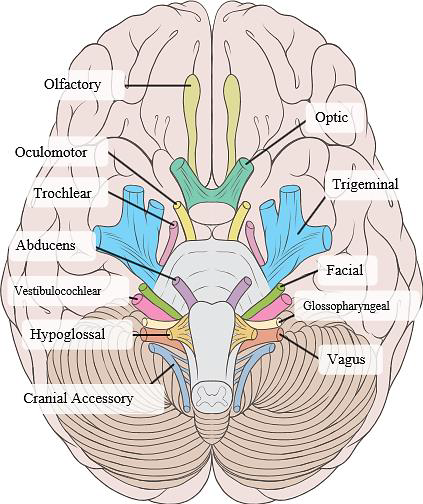 Olfactory
Optic
Oculomotor
Trochlear
Trigeminal
Abducens
Facial
Vestibulocochlear
Glossopharyngeal
Hypoglossal
Vagus
Cranial Accessory